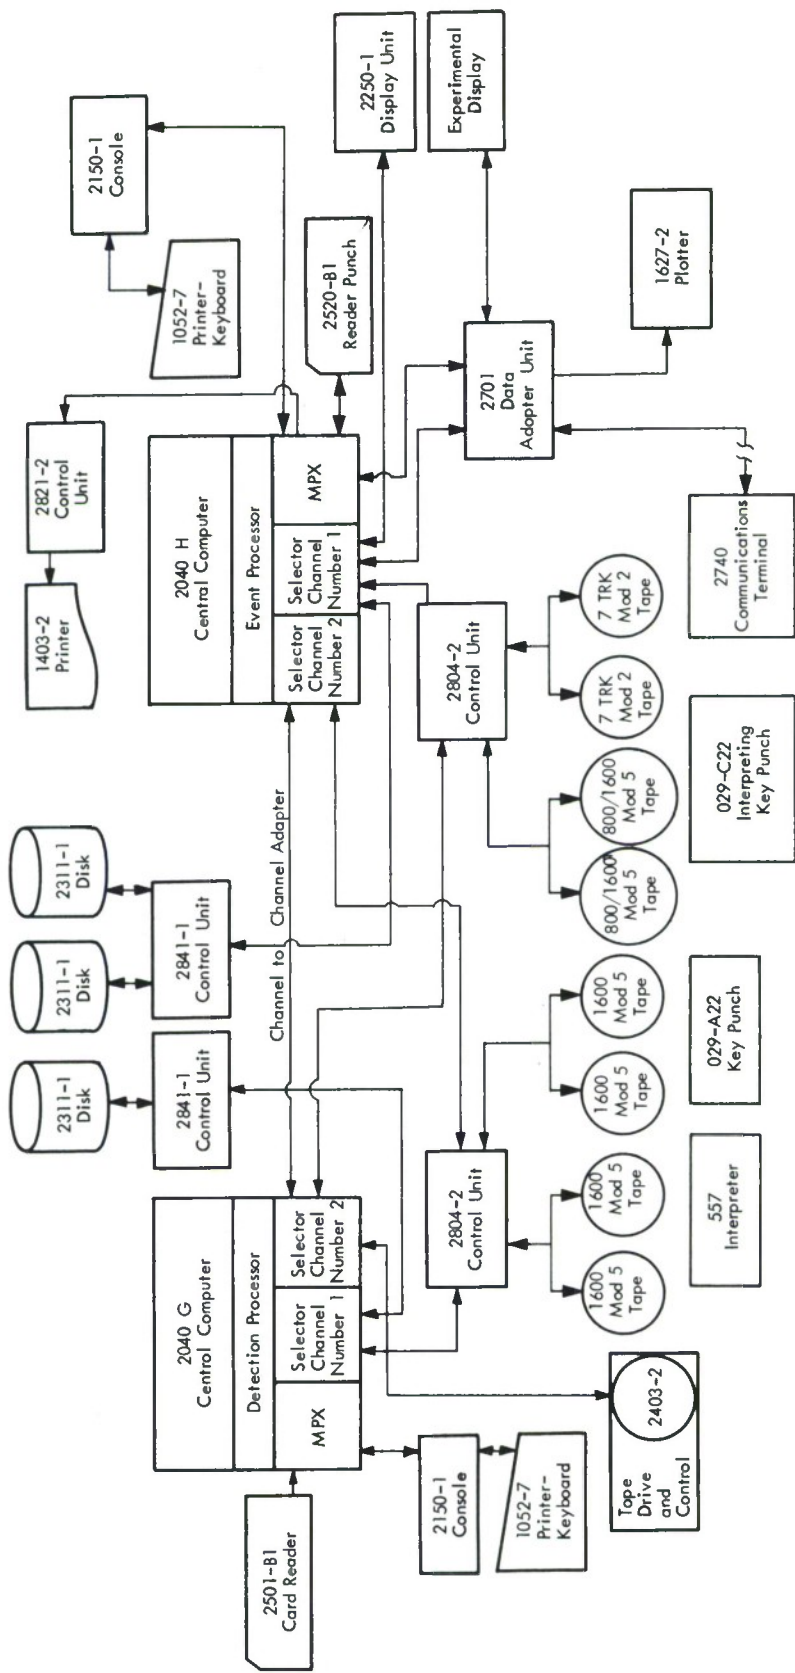 2311-1
Disk
2311-1
Disk
2311-1
Disk
1403-2
Printer
2821-2
Control
Unit
2150-1
Console
1052-7
Printer-
Keyboard
2841-1
Control Unit
2841-1
Control Unit
2501-B1
Card Reader
2040 G
Central Computer
Detection Processor
MPX
Selector
Channel
Number 1
Selector
Channel
Number 2
Channel to Channel Adapter
2040 H
Central Computer
Event Processor
Selector
Channel
Number 2
Selector
Channel
Number 1
MPX
2520-B1
Reader Punch
2250-1
Display Unit
Experimental
Display
2150-1
Console
1052-7
Printer-
Keyboard
2804-2
Control Unit
2804-2
Control Unit
2701
Data
Adopter Unit
1627-2
Plotter
Tape
Drive
and
Control
2403-2
1600
Mod 5
Tape
1600
Mod 5
Tape
1600
Mod 5
Tape
1600
Mod 5
Tape
800/1600
Mod 5
Tape
800/1600
Mod 5
Tape
7 TRK
Mod 2
Tape
7 TRK
Mod 2
Tape
557
Interpreter
029-A22
Key Punch
029-C22
Interpreting
Key Punch
2740
Communications
Terminal